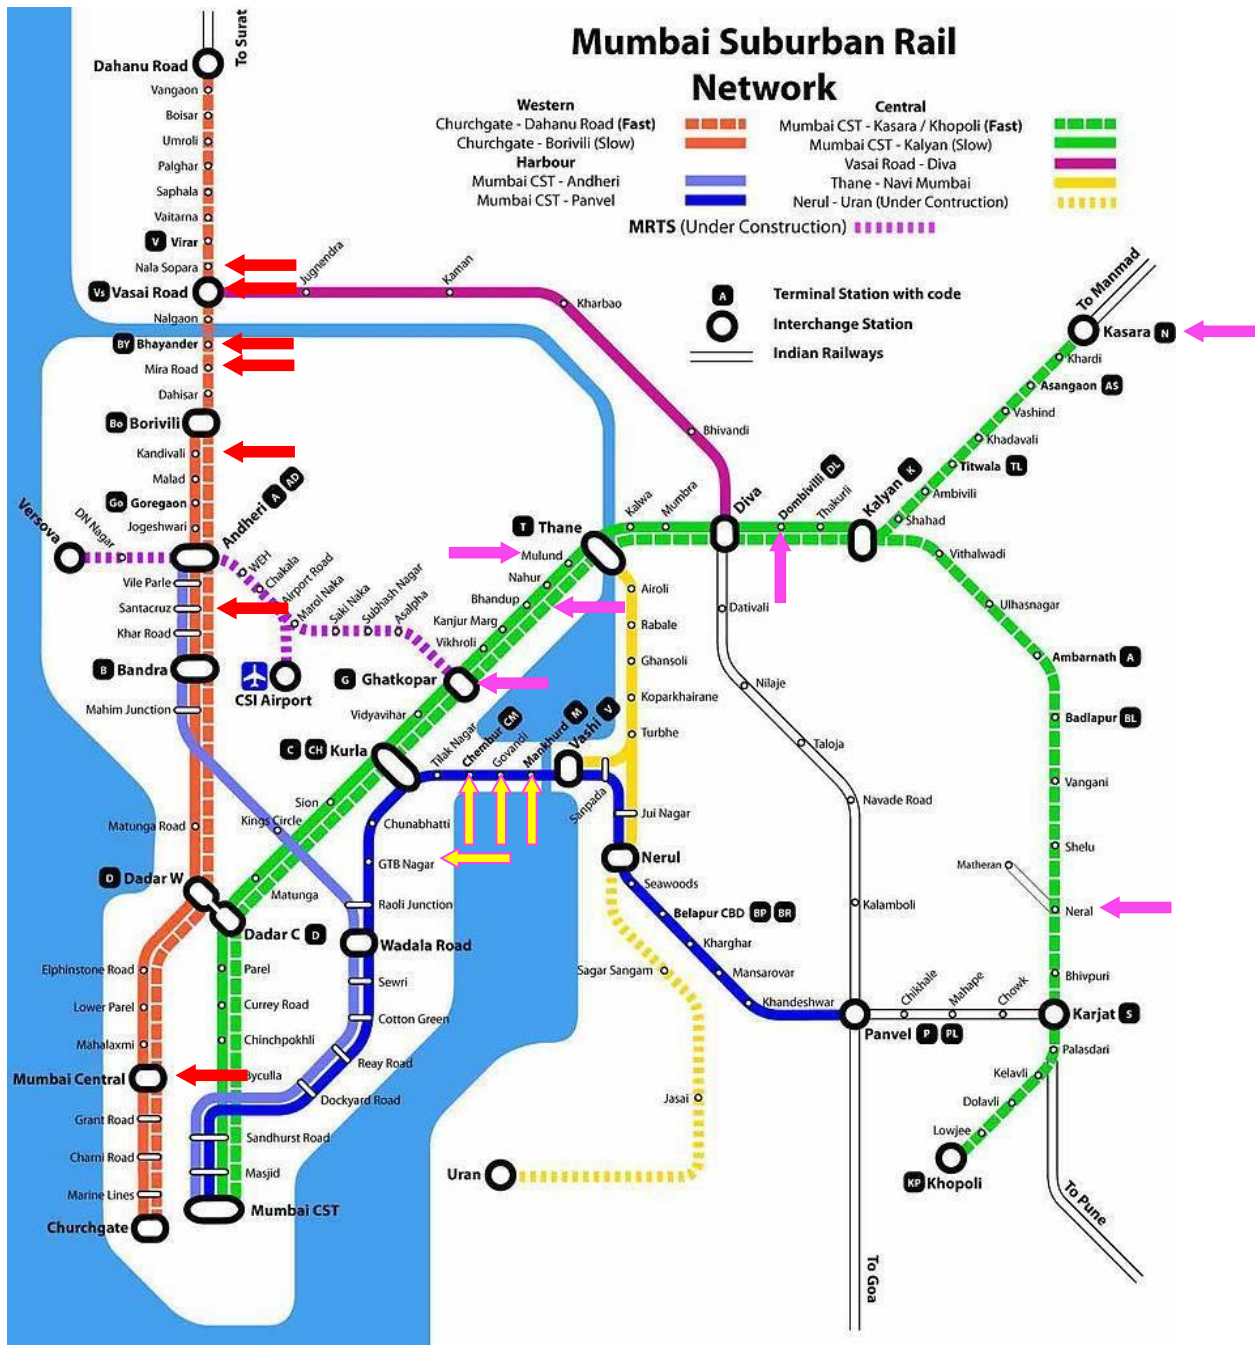 Mumbai Suburban Rail
Network
Western
Churchgate - Dahanu Road (Fast)
Churchgate - Borivili (Slow)
Harbour
Mumbai CST - Andheri
Mumbai CST - Panvel
Central
Mumbai CST - Kasara / Khopoli (Fast)
Mumbai CST - Kalyan (Slow)
Vasai Road - Diva
Thane - Navi Mumbai
Nerul - Uran (Under Contruction)
MRTS (Under Construction)
A Terminal Station with code
Interchange Station
Indian Railways
To Surat
Dahanu Road
Vangaon
Boisar
Umroli
Palghar
Saphala
Vaitarna
V Virar
Nala Sopara
Vs Vasai Road
Nalgaon
BY Bhayander
Mira Road
Dahisar
Bo Borivili
Kandivali
Malad
Go Goregaon
Jogeshwari
Andheri A AD
Vile Parle
Santacruz
Khar Road
B Bandra
Mahim Junction
Matunga Road
D Dadar W
Elphinstone Road
Lower Parel
Mahalaxmi
Mumbai Central
Grant Road
Charni Road
Marine Lines
Churchgate
Versova
DN Nagar
WEH
Chakala
Airport Road
Marol Naka
Saki Naka
Subhash Nagar
Asalpha
CSI Airport
Jugnendra
Kaman
Kharbao
Bhivandi
To Manmad
Kasara N
Khardi
Asangaon AS
Vashind
Khadavali
Titwala TL
Ambivili
Shahad
Kalyan K
Thakurli
Dombivilli DL
Diva
Mumbra
Kalwa
T Thane
Mulund
Nahur
Bhandup
Kanjur Marg
Vikhroli
G Ghatkopar
Vidyavihar
C CH Kurla
Sion
Kings Circle
Matunga
Dadar C D
Parel
Currey Road
Chinchpokhli
Byculla
Sandhurst Road
Masjid
Mumbai CST
Vithalwadi
Ulhasnagar
Ambarnath A
Badlapur BL
Vangani
Shelu
Matheran
Neral
Bhivpuri
Karjat S
Palasdari
Kelavli
Dolavli
Lowjee
KP Khopoli
To Pune
Airoli
Rabale
Ghansoli
Koparkhairane
Turbhe
Tilak Nagar
Chembur CM
Govandi
Mankhurd M
Vashi V
Sanpada
Jui Nagar
Nerul
Seawoods
Belapur CBD BP BR
Kharghar
Mansarovar
Khandeshwar
Panvel P PL
Chikhale
Mahape
Chowk
Dativali
Nilaje
Taloja
Navade Road
Kalamboli
To Goa
Chunabhatti
GTB Nagar
Raoli Junction
Wadala Road
Sewri
Cotton Green
Reay Road
Dockyard Road
Sagar Sangam
Jasai
Uran